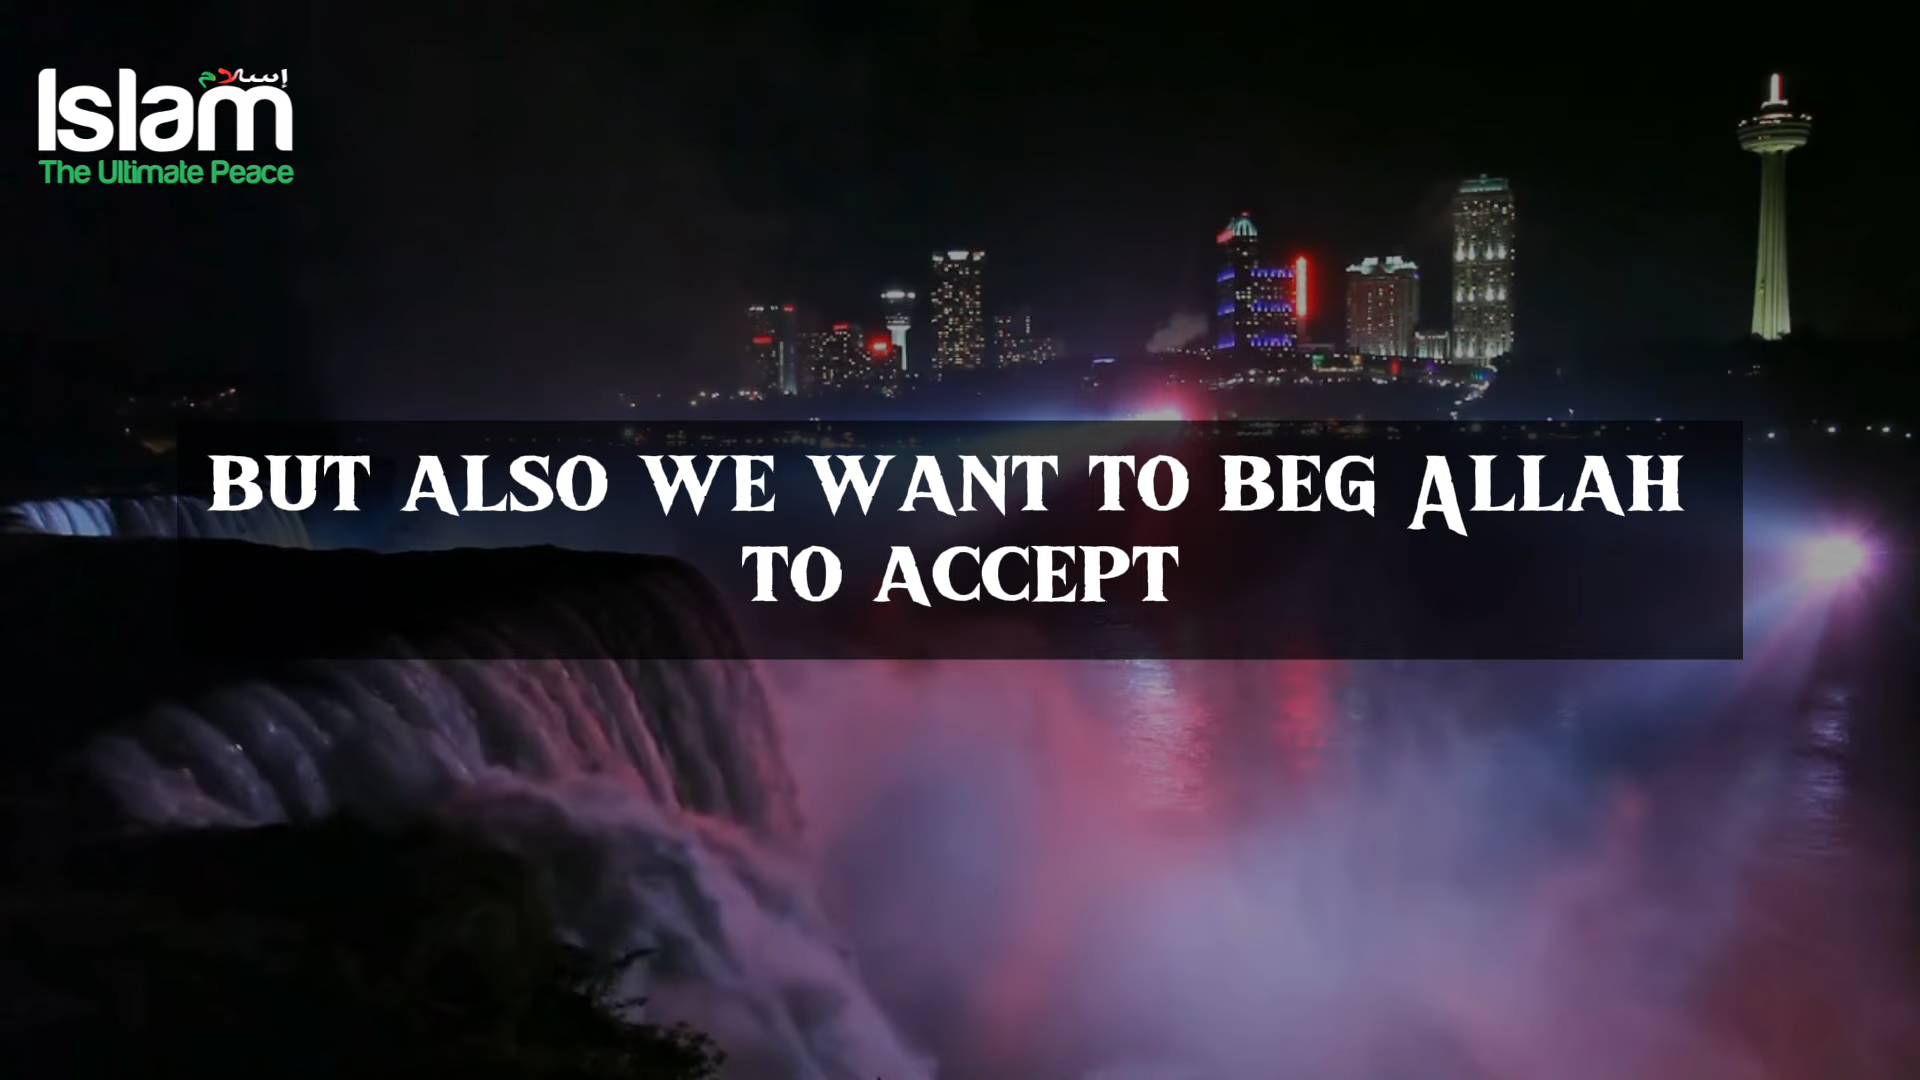 إسلام
Islam
The Ultimate Peace
BUT ALSO WE WANT TO BEG ALLAH
TO ACCEPT